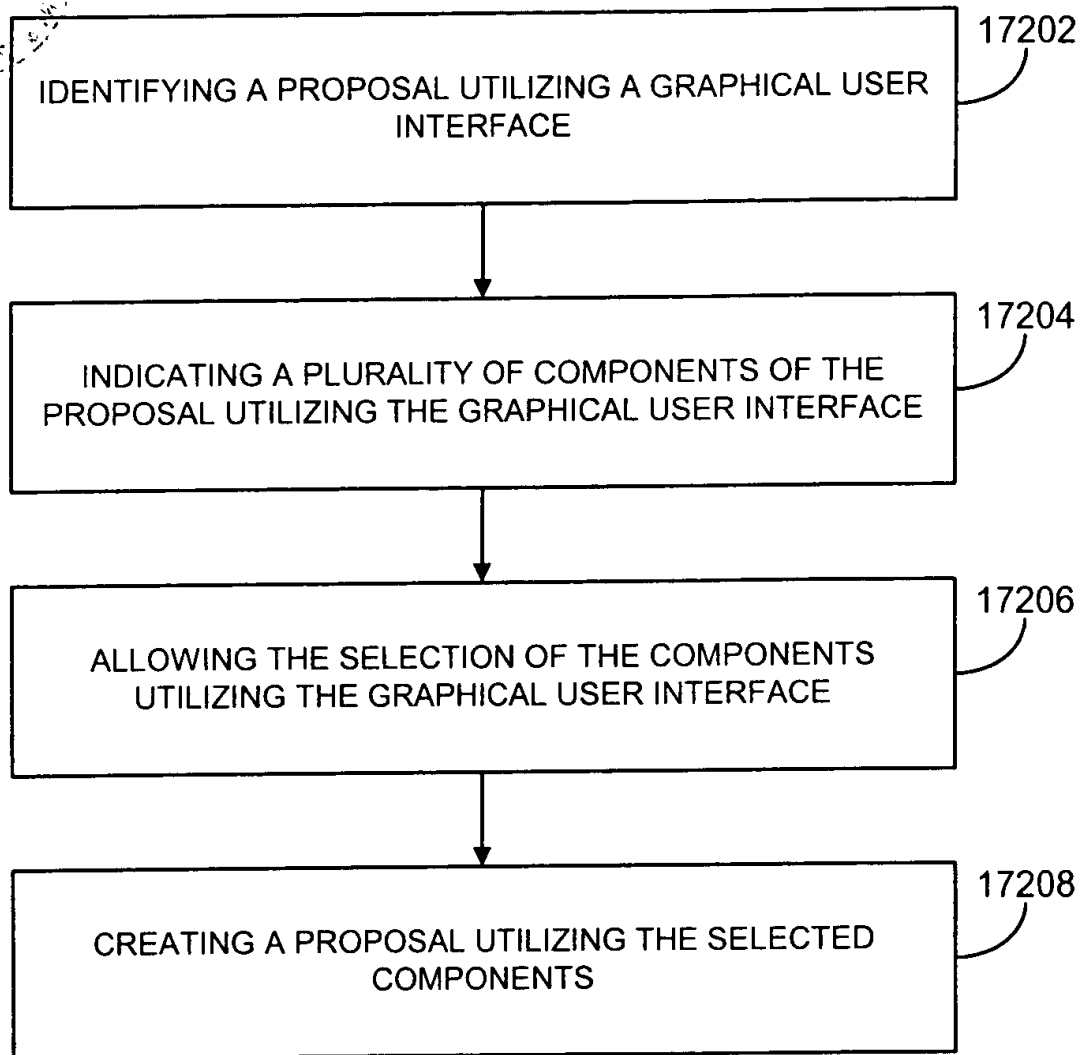 17202
IDENTIFYING A PROPOSAL UTILIZING A GRAPHICAL USER
INTERFACE
17204
INDICATING A PLURALITY OF COMPONENTS OF THE
PROPOSAL UTILIZING THE GRAPHICAL USER INTERFACE
17206
ALLOWING THE SELECTION OF THE COMPONENTS
UTILIZING THE GRAPHICAL USER INTERFACE
17208
CREATING A PROPOSAL UTILIZING THE SELECTED
COMPONENTS